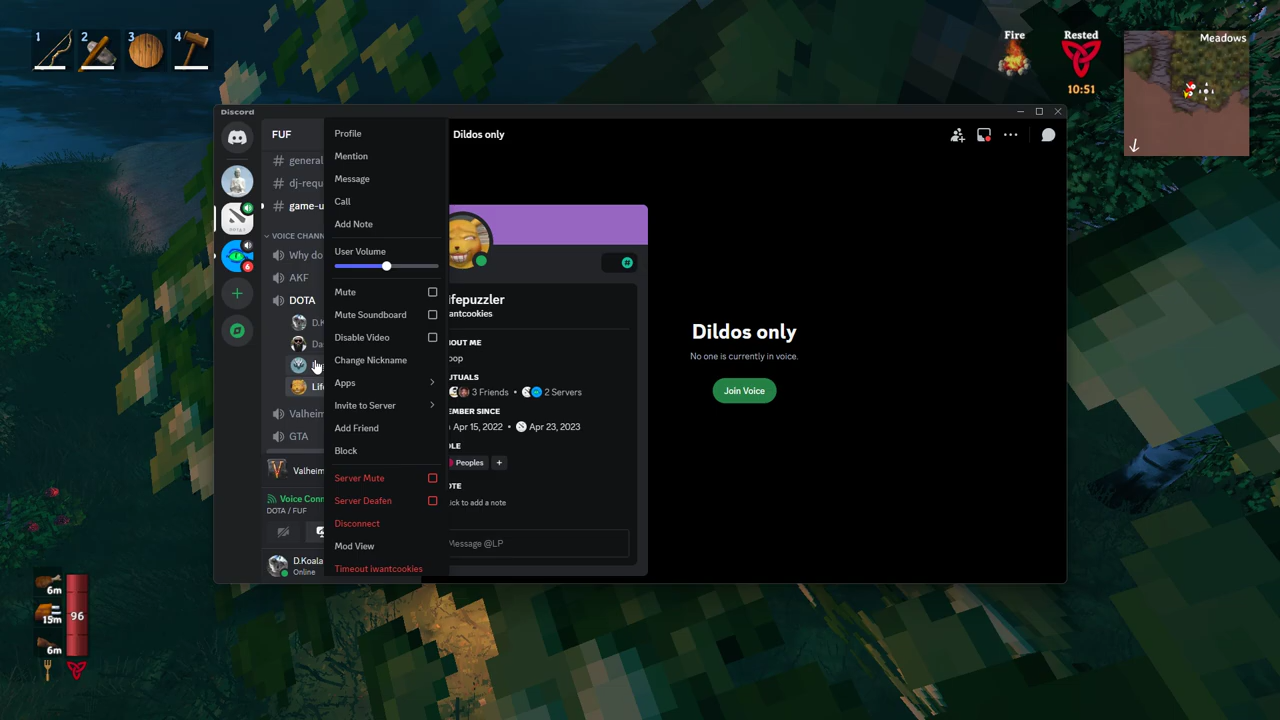 1
2
3
4
Fire
Rested
10:51
Meadows
Discord
FUF
general
dj-requ
game-u
VOICE CHANN
Why do
AKF
DOTA
D.K
Da
Life
Valheim
GTA
Valheim
Voice Conn
DOTA / FUF
D.Koala
Online
6
Profile
Mention
Message
Call
Add Note
User Volume
Mute
Mute Soundboard
Disable Video
Change Nickname
Apps
Invite to Server
Add Friend
Block
Server Mute
Server Deafen
Disconnect
Mod View
Timeout iwantcookies
Dildos only
ifepuzzler
antcookies
OUT ME
oop
UTUALS
3 Friends • 2 Servers
EMBER SINCE
Apr 15, 2022 • Apr 23, 2023
LE
Peoples +
OTE
ick to add a note
Message @LP
Dildos only
No one is currently in voice.
Join Voice
6m
15m
6m
96